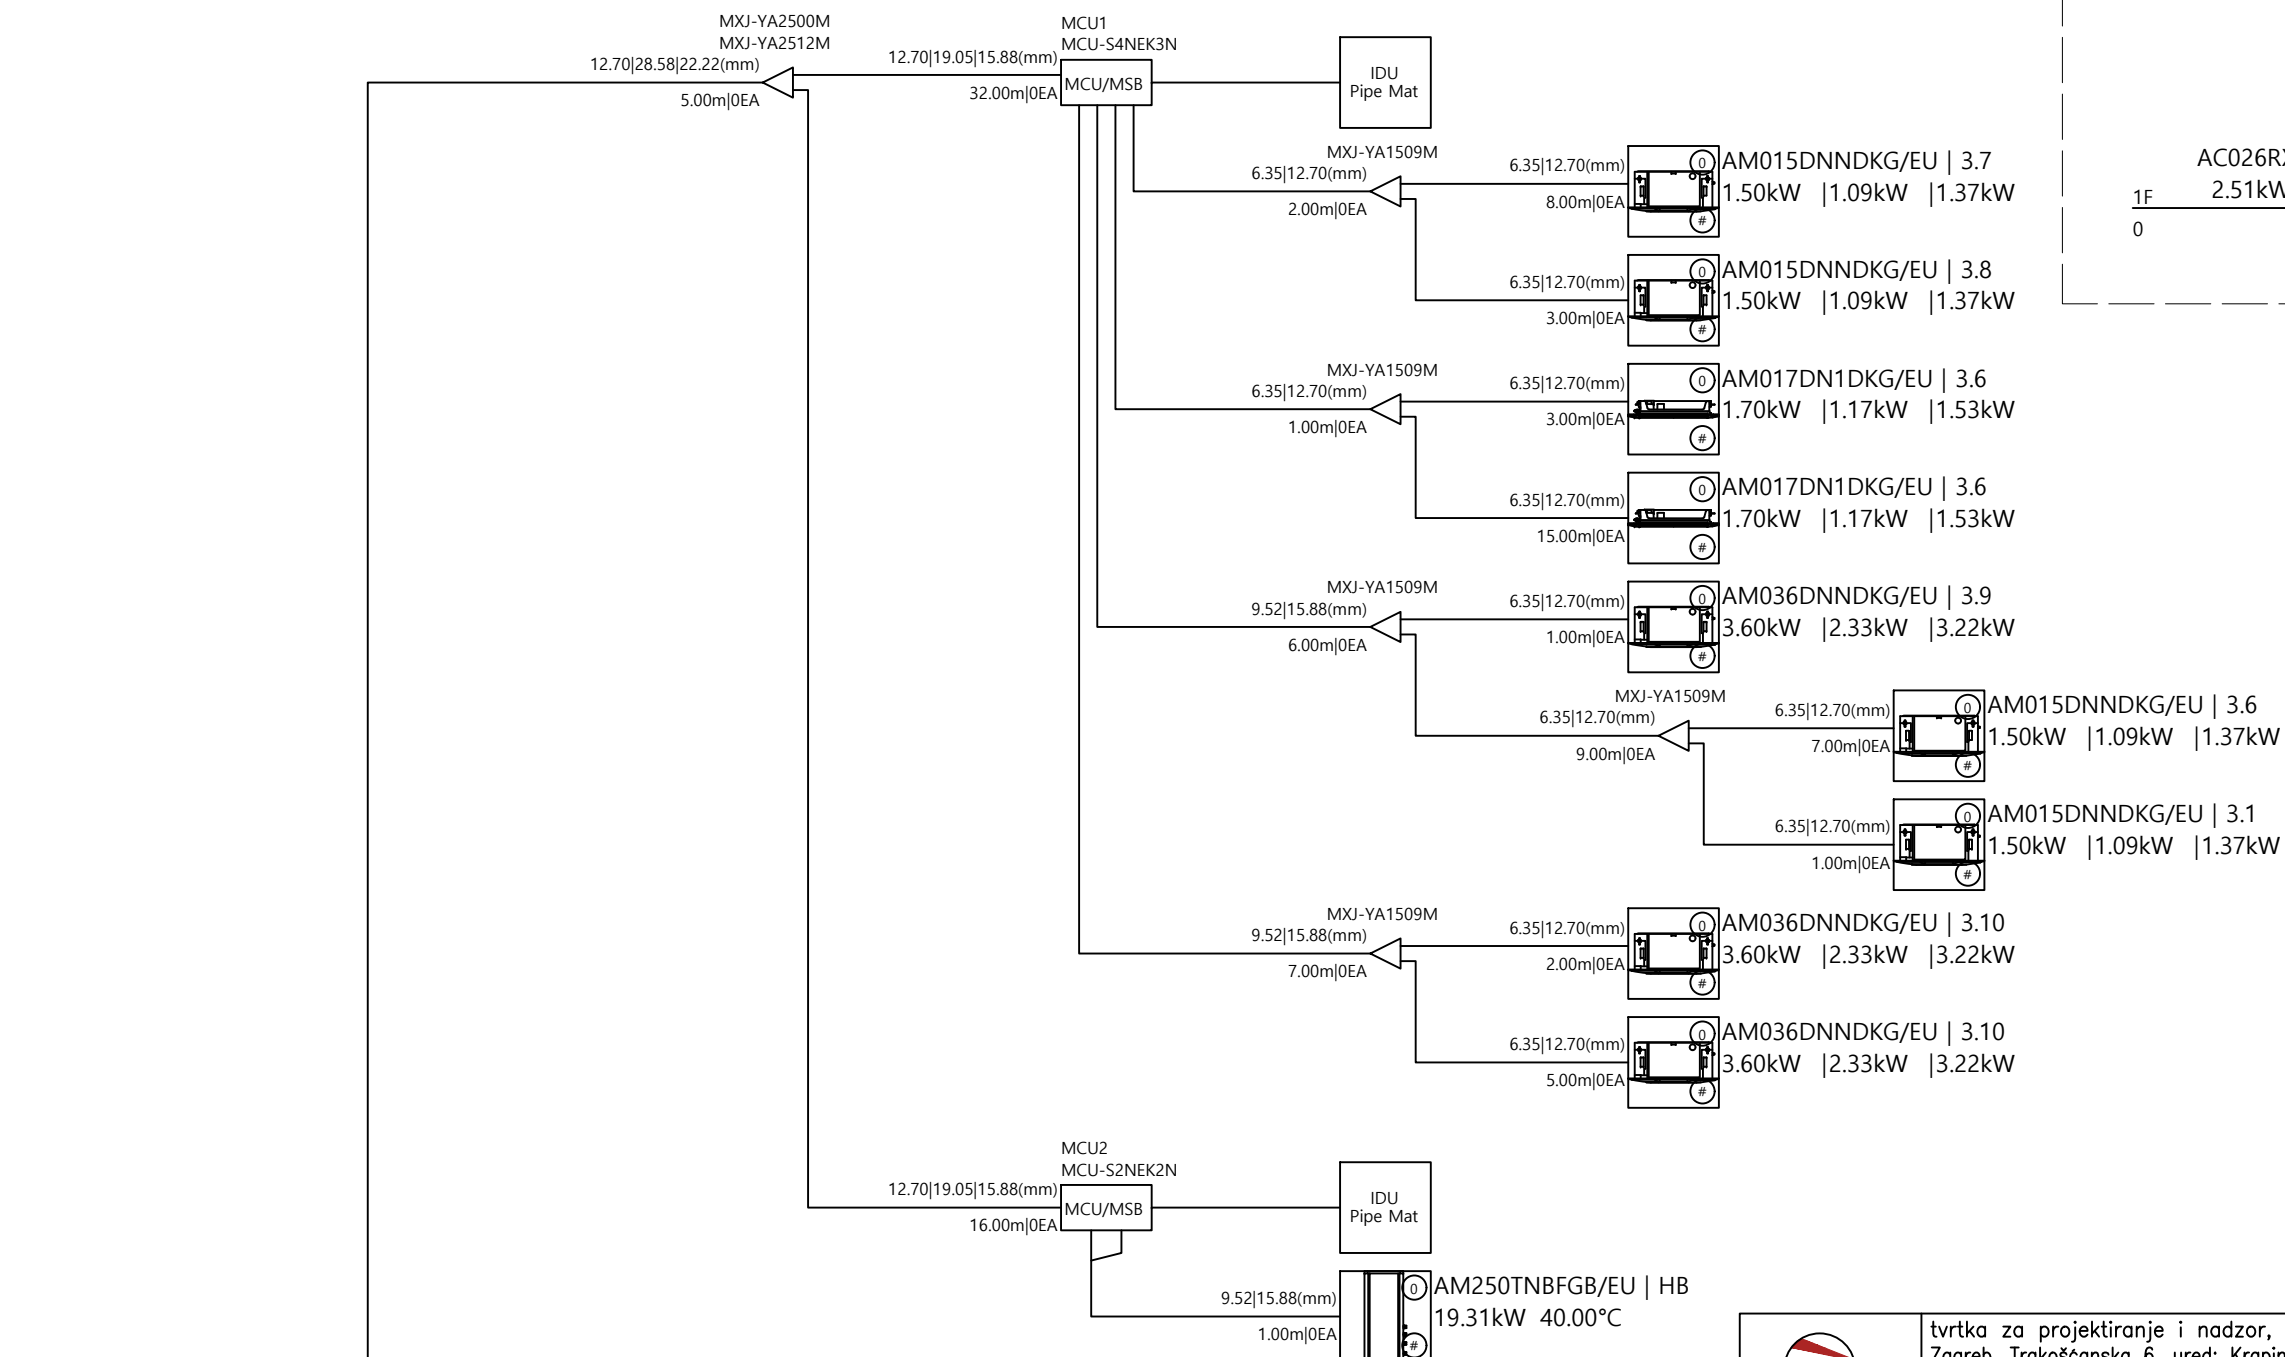 MXJ-YA2500M
MXJ-YA2512M
12.70|28.58|22.22(mm)
5.00m|0EA
MCU1
MCU-S4NEK3N
12.70|19.05|15.88(mm)
32.00m|0EA
MCU/MSB
IDU
Pipe Mat
MXJ-YA1509M
6.35|12.70(mm)
2.00m|0EA
6.35|12.70(mm)
8.00m|0EA
0
#
AM015DNNDKG/EU | 3.7
1.50kW |1.09kW |1.37kW
6.35|12.70(mm)
3.00m|0EA
0
#
AM015DNNDKG/EU | 3.8
1.50kW |1.09kW |1.37kW
1F
0
2.51kW
MXJ-YA1509M
6.35|12.70(mm)
1.00m|0EA
6.35|12.70(mm)
3.00m|0EA
0
#
AM017DN1DKG/EU | 3.6
1.70kW |1.17kW |1.53kW
6.35|12.70(mm)
15.00m|0EA
0
#
AM017DN1DKG/EU | 3.6
1.70kW |1.17kW |1.53kW
MXJ-YA1509M
9.52|15.88(mm)
6.00m|0EA
6.35|12.70(mm)
1.00m|0EA
0
#
AM036DNNDKG/EU | 3.9
3.60kW |2.33kW |3.22kW
MXJ-YA1509M
6.35|12.70(mm)
9.00m|0EA
6.35|12.70(mm)
7.00m|0EA
0
#
AM015DNNDKG/EU | 3.6
1.50kW |1.09kW |1.37kW
6.35|12.70(mm)
1.00m|0EA
0
#
AM015DNNDKG/EU | 3.1
1.50kW |1.09kW |1.37kW
MXJ-YA1509M
9.52|15.88(mm)
7.00m|0EA
6.35|12.70(mm)
2.00m|0EA
0
#
AM036DNNDKG/EU | 3.10
3.60kW |2.33kW |3.22kW
6.35|12.70(mm)
5.00m|0EA
0
#
AM036DNNDKG/EU | 3.10
3.60kW |2.33kW |3.22kW
MCU2
MCU-S2NEK2N
12.70|19.05|15.88(mm)
16.00m|0EA
MCU/MSB
IDU
Pipe Mat
9.52|15.88(mm)
1.00m|0EA
0
#
AM250TNBFGB/EU | HB
19.31kW 40.00°C
tvrtka za projektiranje i nadzor,
Zagreb, Trakošćanska 6, ured: